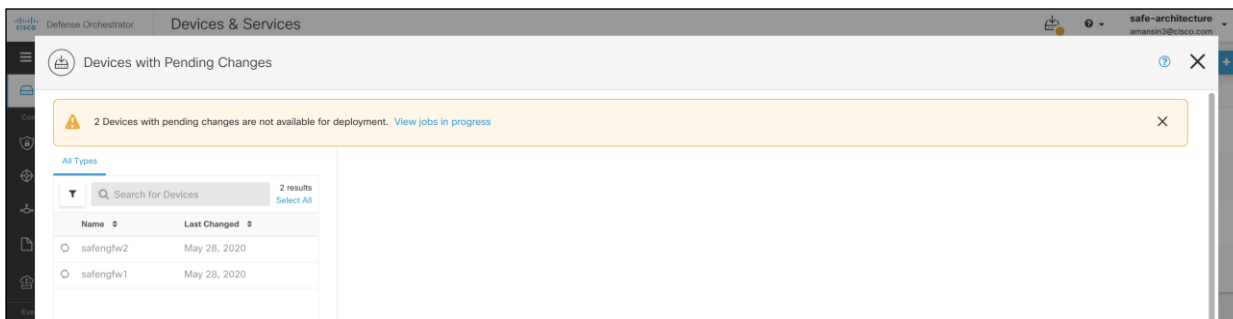 cisco Defense Orchestrator Devices & Services safe-architecture
amansin3@cisco.com
Devices with Pending Changes
2 Devices with pending changes are not available for deployment. View jobs in progress
All Types
Search for Devices 2 results
Select All
Name Last Changed
safengfw2 May 28, 2020
safengfw1 May 28, 2020